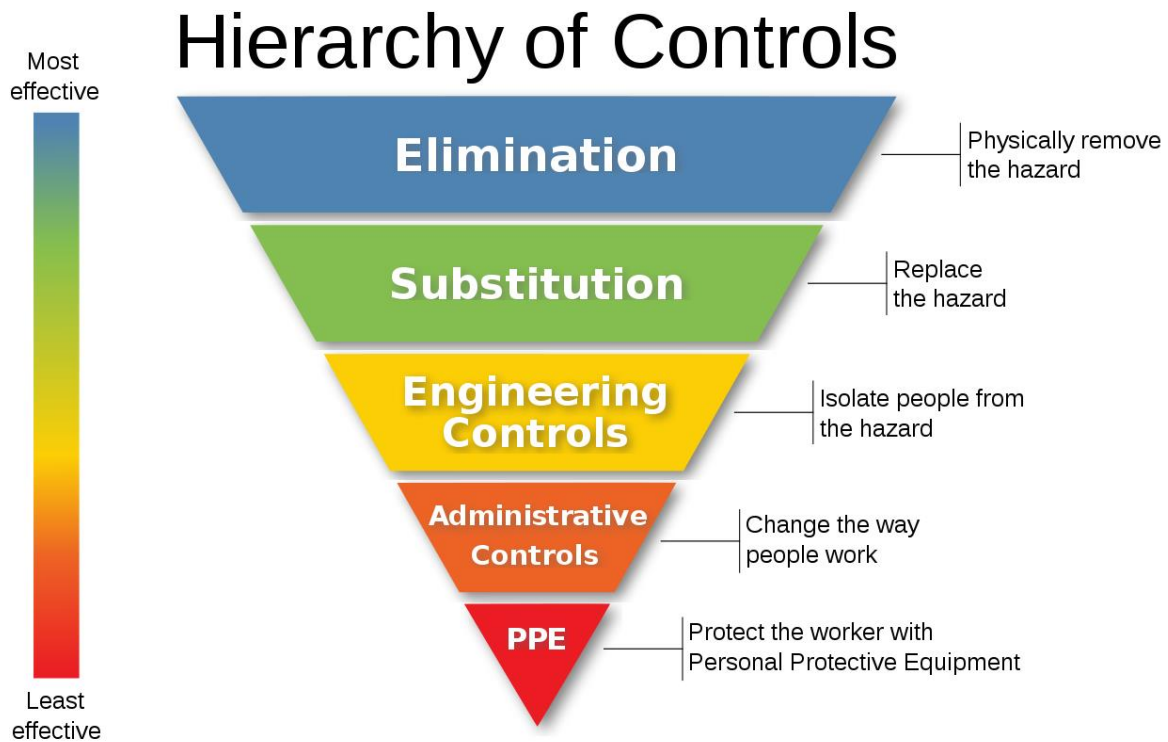 Hierarchy of Controls
Most
effective
Elimination
Physically remove
the hazard
Substitution
Replace
the hazard
Engineering
Controls
Isolate people from
the hazard
Administrative
Controls
Change the way
people work
PPE
Protect the worker with
Personal Protective Equipment
Least
effective